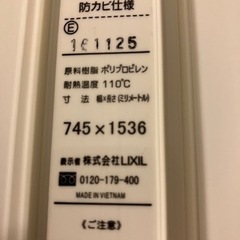 防カビ仕様
Ⓔ
161125
原料樹脂 ポリプロピレン
耐熱温度 110℃
寸法 幅×長さ(ミリメートル)
745×1536
表示者 株式会社LIXIL
0120-179-400
MADE IN VIETNAM
《ご注意》